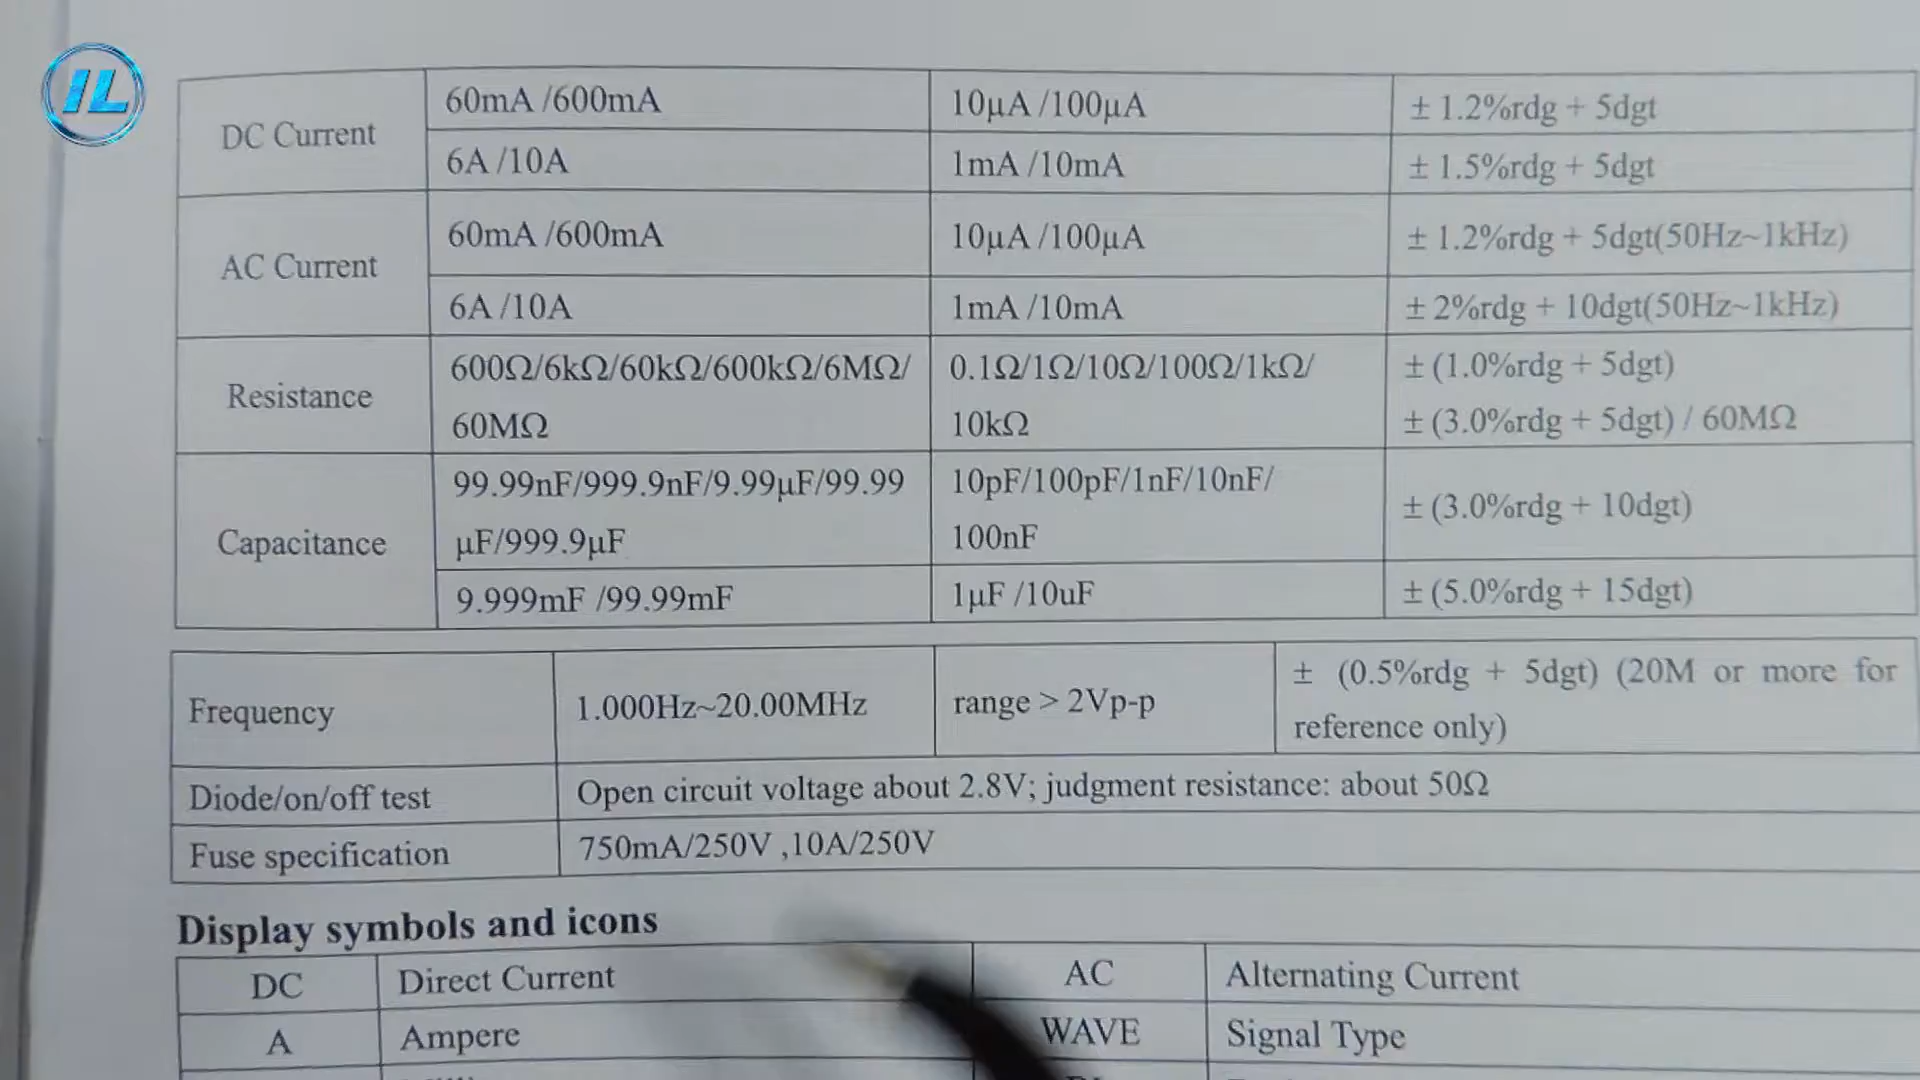 IL
DC Current
60mA /600mA
10μA /100μA
± 1.2%rdg + 5dgt
6A /10A
1mA /10mA
± 1.5%rdg + 5dgt
AC Current
60mA /600mA
10μA /100μA
± 1.2%rdg + 5dgt(50Hz~1kHz)
6A /10A
1mA /10mA
± 2%rdg + 10dgt(50Hz~1kHz)
Resistance
600Ω/6kΩ/60kΩ/600kΩ/6MΩ/
60MΩ
0.1Ω/1Ω/10Ω/100Ω/1kΩ/
10kΩ
± (1.0%rdg + 5dgt)
± (3.0%rdg + 5dgt) / 60MΩ
Capacitance
99.99nF/999.9nF/9.99μF/99.99
μF/999.9μF
10pF/100pF/1nF/10nF/
100nF
± (3.0%rdg + 10dgt)
9.999mF /99.99mF
1μF /10uF
± (5.0%rdg + 15dgt)
Frequency
1.000Hz~20.00MHz
range > 2Vp-p
± (0.5%rdg + 5dgt) (20M or more for
reference only)
Diode/on/off test
Open circuit voltage about 2.8V; judgment resistance: about 50Ω
Fuse specification
750mA/250V ,10A/250V
Display symbols and icons
DC
Direct Current
AC
Alternating Current
A
Ampere
WAVE
Signal Type